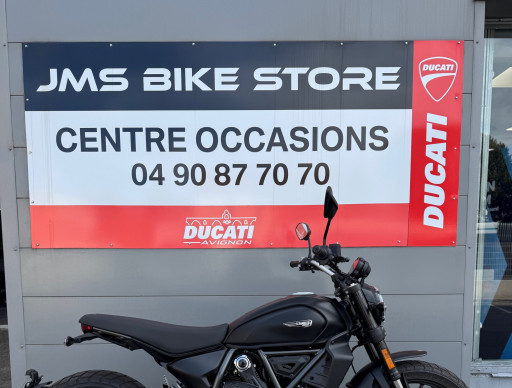 JMS BIKE STORE
CENTRE OCCASIONS
04 90 87 70 70
DUCATI
AVIGNON
DUCATI
DUCATI